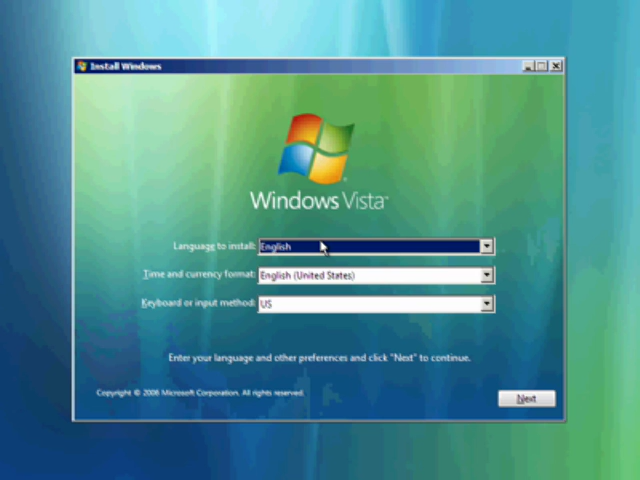 Install Windows
Windows Vista™
Language to install: English
Time and currency format: English (United States)
Keyboard or input method: US
Enter your language and other preferences and click "Next" to continue.
Copyright © 2006 Microsoft Corporation. All rights reserved.
Next